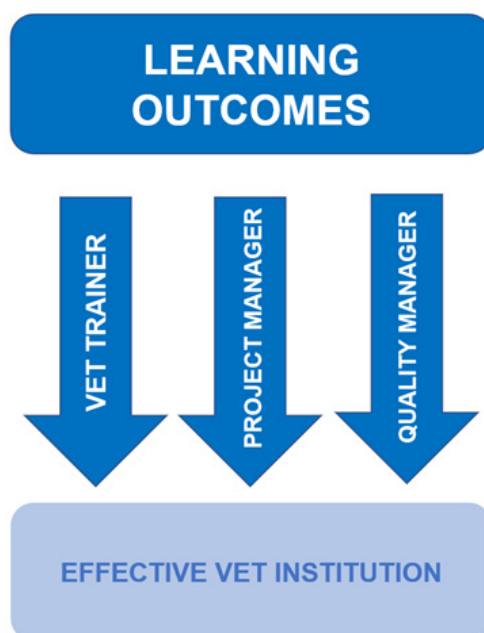 LEARNING
OUTCOMES
VET TRAINER
PROJECT MANAGER
QUALITY MANAGER
EFFECTIVE VET INSTITUTION